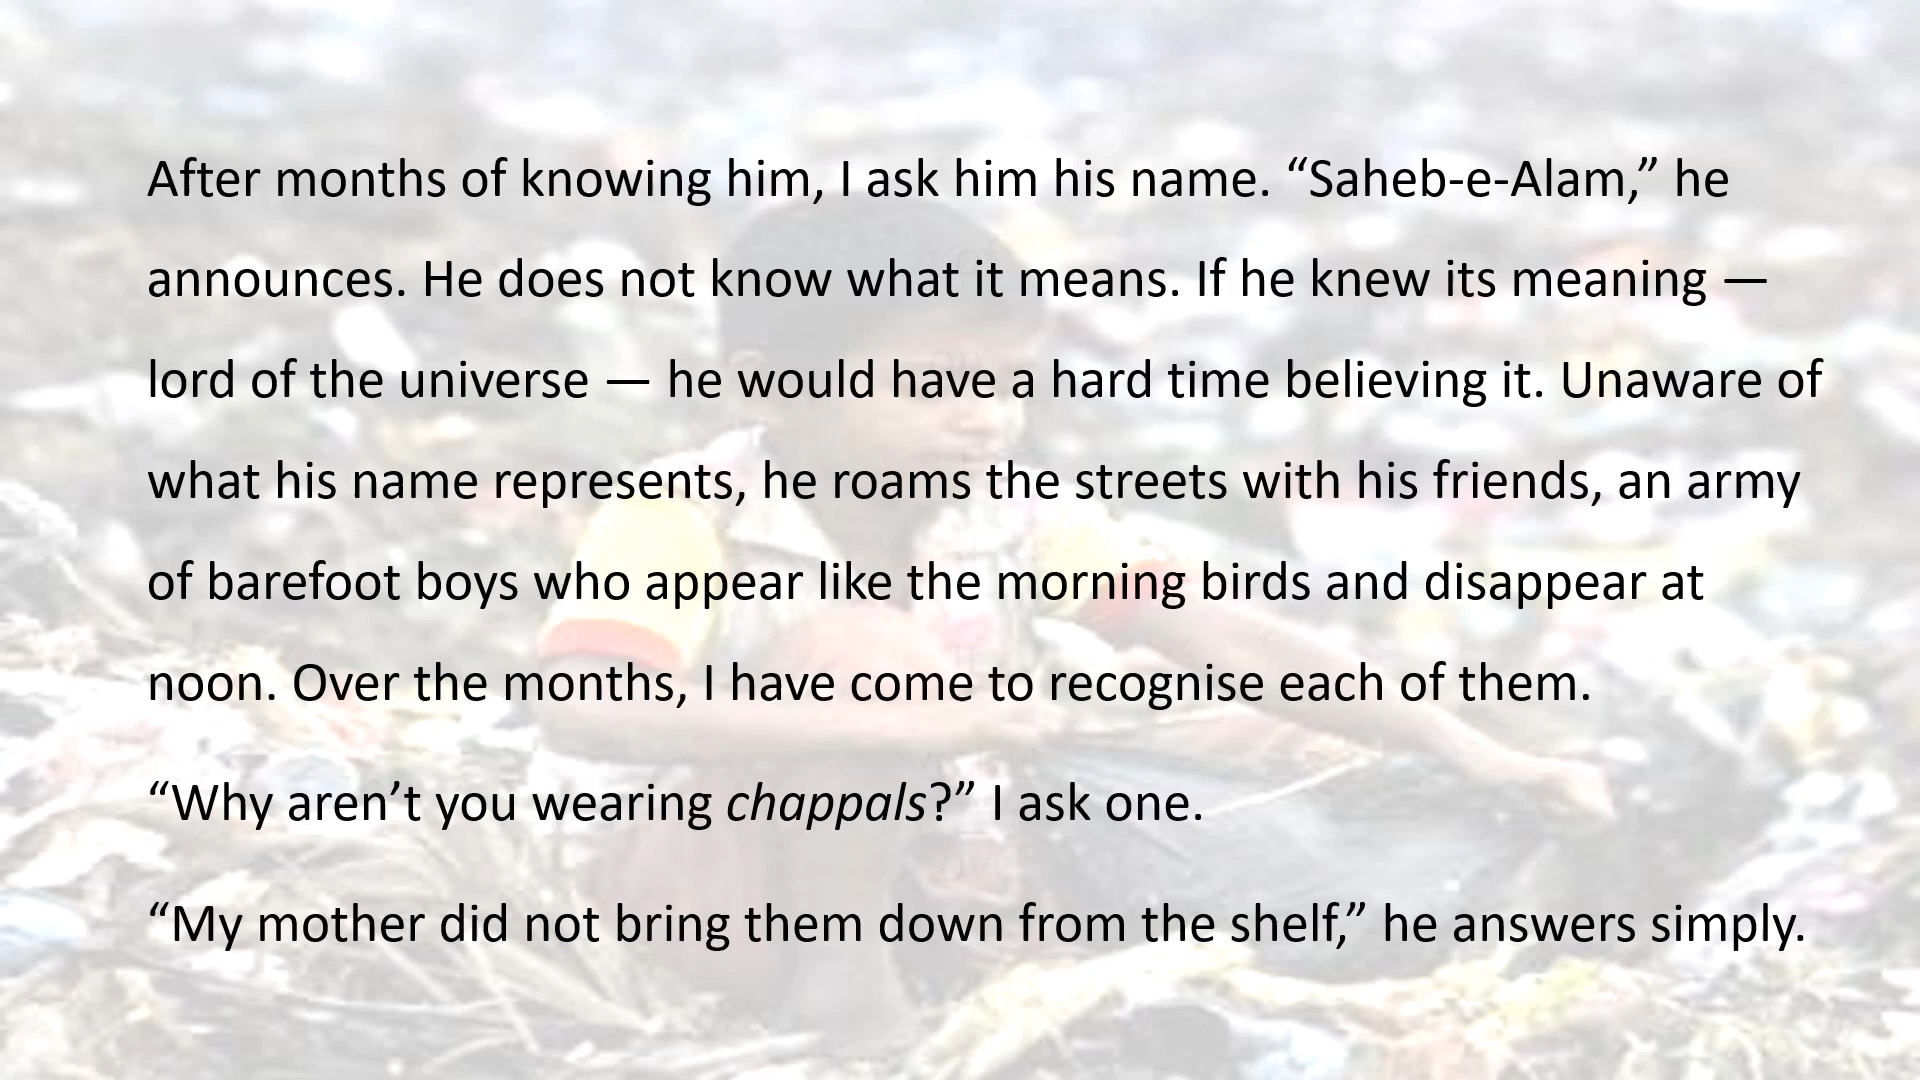 After months of knowing him, I ask him his name. “Saheb-e-Alam,” he
announces. He does not know what it means. If he knew its meaning —
lord of the universe — he would have a hard time believing it. Unaware of
what his name represents, he roams the streets with his friends, an army
of barefoot boys who appear like the morning birds and disappear at
noon. Over the months, I have come to recognise each of them.
“Why aren’t you wearing chappals?” I ask one.
“My mother did not bring them down from the shelf,” he answers simply.